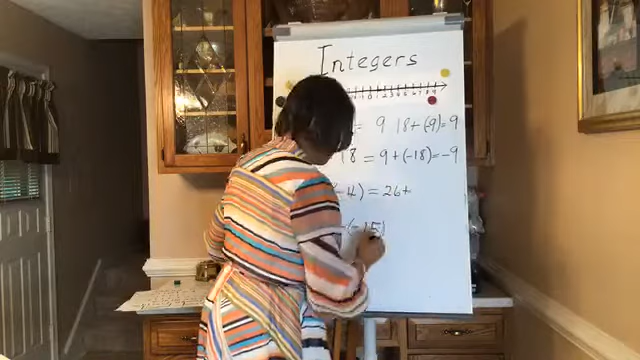 Integers
= 9 18+(-9)=9
18 = 9+(-18)=-9
-4) = 26+
-(-15)